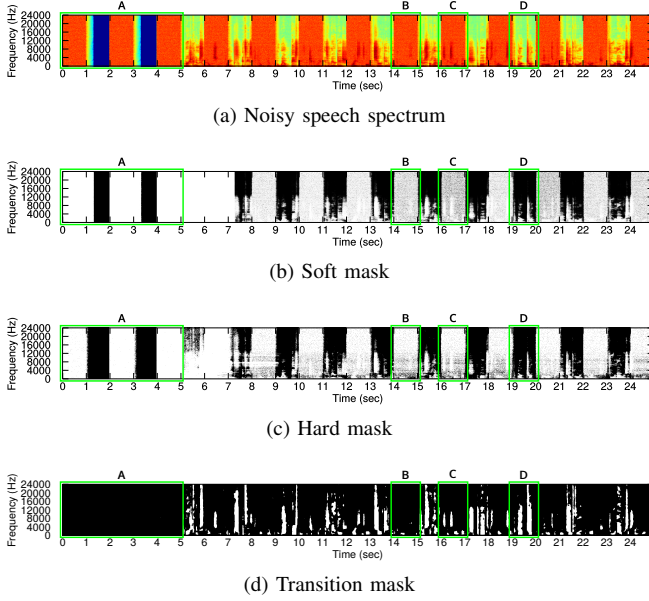 A B C D
Frequency (Hz)
24000
20000
16000
12000
8000
4000
0
0 1 2 3 4 5 6 7 8 9 10 11 12 13 14 15 16 17 18 19 20 21 22 23 24
Time (sec)
(a) Noisy speech spectrum
A B C D
Frequency (Hz)
24000
20000
16000
12000
8000
4000
0
0 1 2 3 4 5 6 7 8 9 10 11 12 13 14 15 16 17 18 19 20 21 22 23 24
Time (sec)
(b) Soft mask
A B C D
Frequency (Hz)
24000
20000
16000
12000
8000
4000
0
0 1 2 3 4 5 6 7 8 9 10 11 12 13 14 15 16 17 18 19 20 21 22 23 24
Time (sec)
(c) Hard mask
A B C D
Frequency (Hz)
24000
20000
16000
12000
8000
4000
0
0 1 2 3 4 5 6 7 8 9 10 11 12 13 14 15 16 17 18 19 20 21 22 23 24
Time (sec)
(d) Transition mask